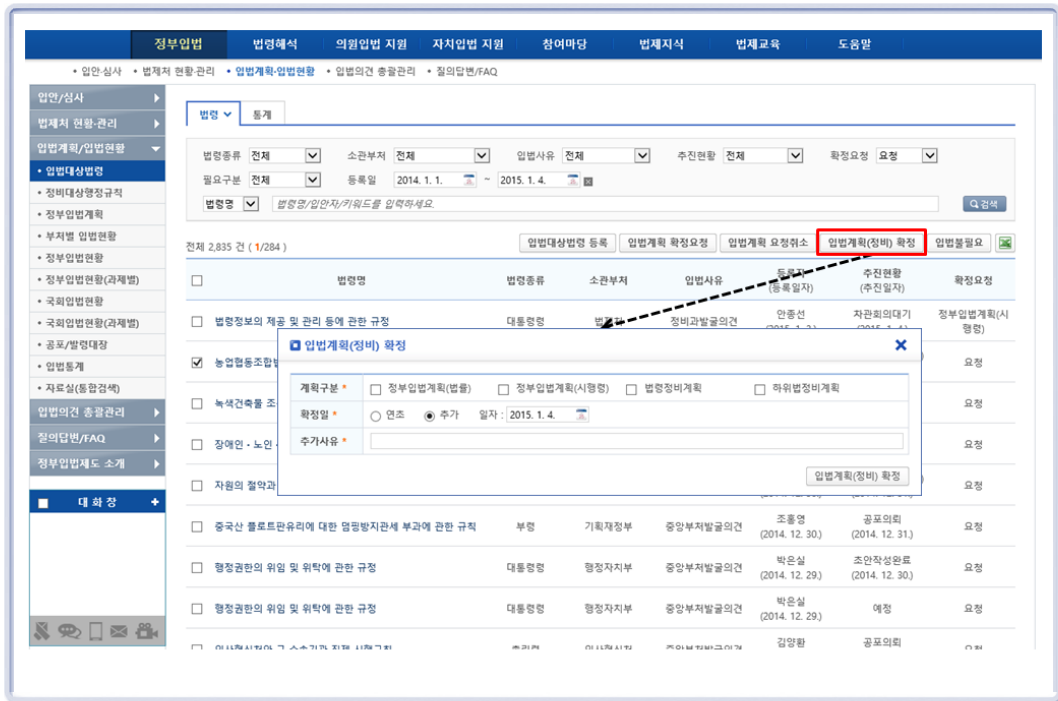 정부입법 법령해석 의원입법 지원 자치입법 지원 참여마당 법제지식 법제교육 도움말
• 입안·심사 • 법제처 현황·관리 • 입법계획·입법현황 • 입법의견 총괄관리 • 질의답변/FAQ
입안/심사
법제처 현황·관리
입법계획/입법현황
• 입법대상법령
• 정비대상행정규칙
• 정부입법계획
• 부처별 입법현황
• 정부입법현황
• 정부입법현황(과제별)
• 국회입법현황
• 국회입법현황(과제별)
• 공포/발령대장
• 입법통계
• 자료실(통합검색)
입법의견 총괄관리
질의답변/FAQ
정부입법제도 소개
대 화 창 +
법령 통계
법령종류 전체 소관부처 전체 입법사유 전체 추진현황 전체 확정요청 요청
필요구분 전체 등록일 2014. 1. 1. ~ 2015. 1. 4.
법령명 법령명/입안자/키워드를 입력하세요. 검색
전체 2,835 건 ( 1/284 ) 입법대상법령 등록 입법계획 확정요청 입법계획 요청취소 입법계획(정비) 확정 입법불필요
법령명 법령종류 소관부처 입법사유 등록자 추진현황 확정요청
(등록일자) (추진일자)
법령정보의 제공 및 관리 등에 관한 규정 대통령령 법제처 정비과발굴의견 안종선 차관회의대기 정부입법계획(시
행령)
농업협동조합법 요청
녹색건축물 조 요청
장애인·노인 요청
자원의 절약과 요청
입법계획(정비) 확정
계획구분 * 정부입법계획(법률) 정부입법계획(시행령) 법령정비계획 하위법정비계획
확정일 * 연초 추가 일자 : 2015. 1. 4.
추가사유 *
입법계획(정비) 확정
중국산 플로트판유리에 대한 덤핑방지관세 부과에 관한 규칙 부령 기획재정부 중앙부처발굴의견 조홍영 공포의뢰 요청
(2014. 12. 30.) (2014. 12. 31.)
행정권한의 위임 및 위탁에 관한 규정 대통령령 행정자치부 중앙부처발굴의견 박은실 초안작성완료 요청
(2014. 12. 29.) (2014. 12. 30.)
행정권한의 위임 및 위탁에 관한 규정 대통령령 행정자치부 중앙부처발굴의견 박은실 예정 요청
(2014. 12. 29.)
김양환 공포의뢰